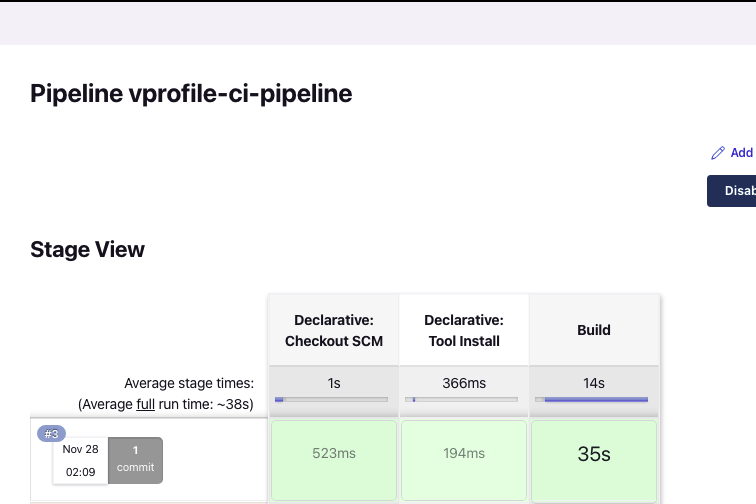 Pipeline vprofile-ci-pipeline
Add
Disab
Stage View
Declarative:
Checkout SCM
Declarative:
Tool Install
Build
Average stage times:
(Average full run time: ~38s)
1s
366ms
14s
#3
Nov 28
02:09
1
commit
523ms
194ms
35s